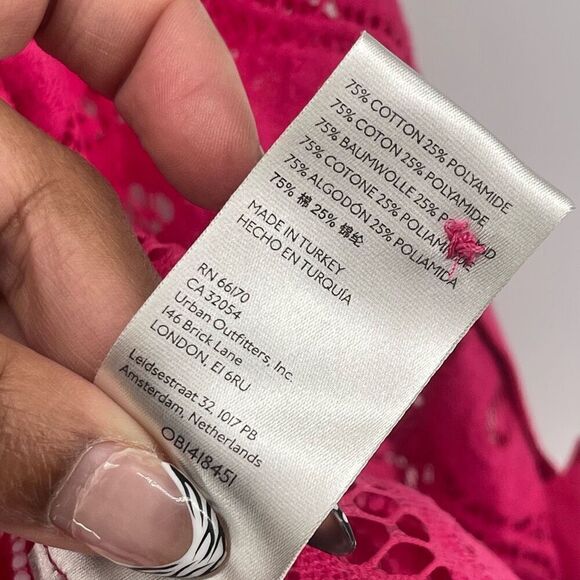 75% COTTON 25% POLYAMIDE
75% COTON 25% POLYAMIDE
75% BAUMWOLLE 25%
75% COTONE 25% POLIAMIDE
75% ALGODÓN 25% POLIAMIDA
75% 棉 25% 锦纶
MADE IN TURKEY
HECHO EN TURQUÍA
RN 66170
CA 32054
Urban Outfitters, Inc.
146 Brick Lane
LONDON, E1 6RU
Leidsestraat 32, 1017 PB
Amsterdam, Netherlands
OB1418451